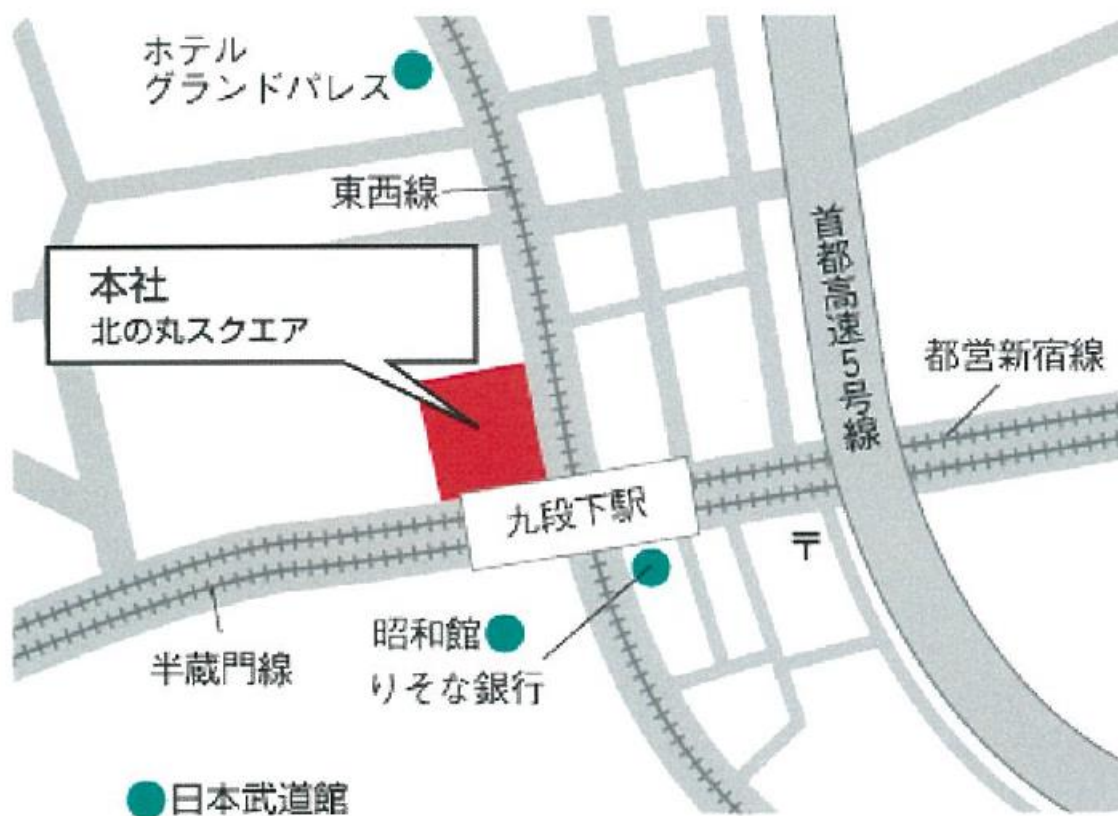 ホテル
グランドパレス
東西線
本社
北の丸スクエア
首都高速5号線
都営新宿線
九段下駅
〒
昭和館
半蔵門線
りそな銀行
日本武道館